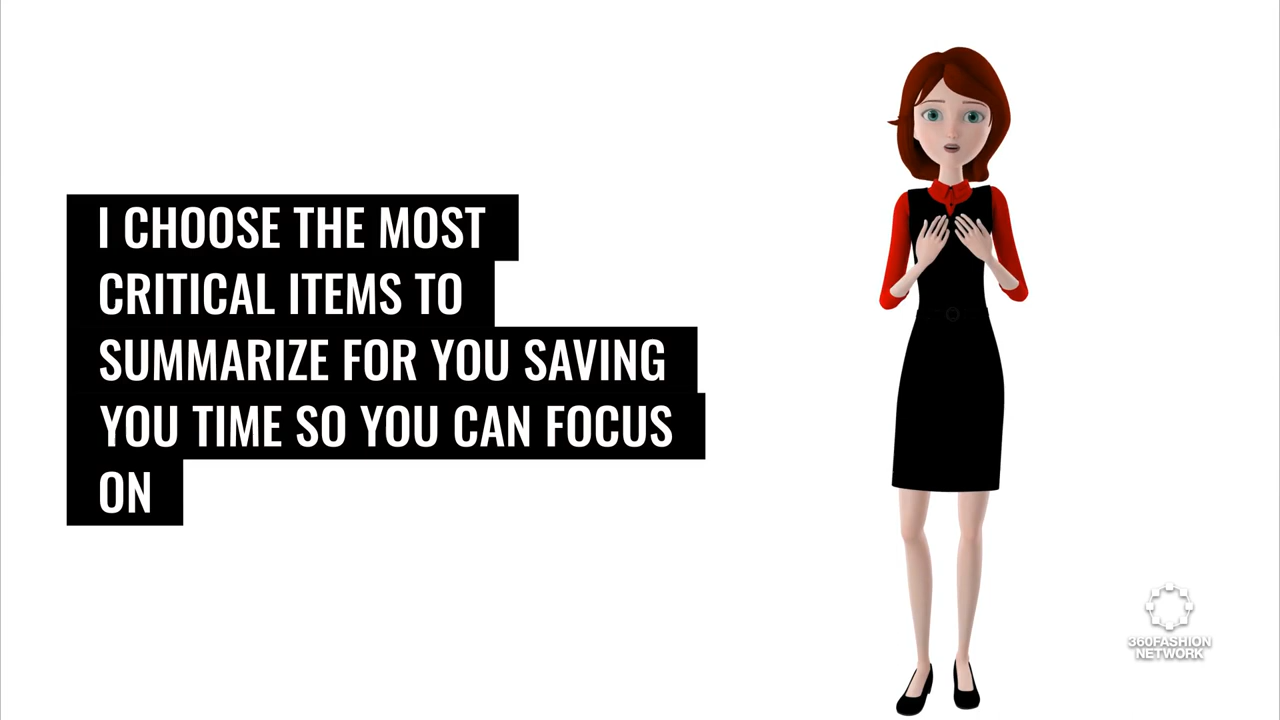 I CHOOSE THE MOST
CRITICAL ITEMS TO
SUMMARIZE FOR YOU SAVING
YOU TIME SO YOU CAN FOCUS
ON
360FASHION
NETWORK